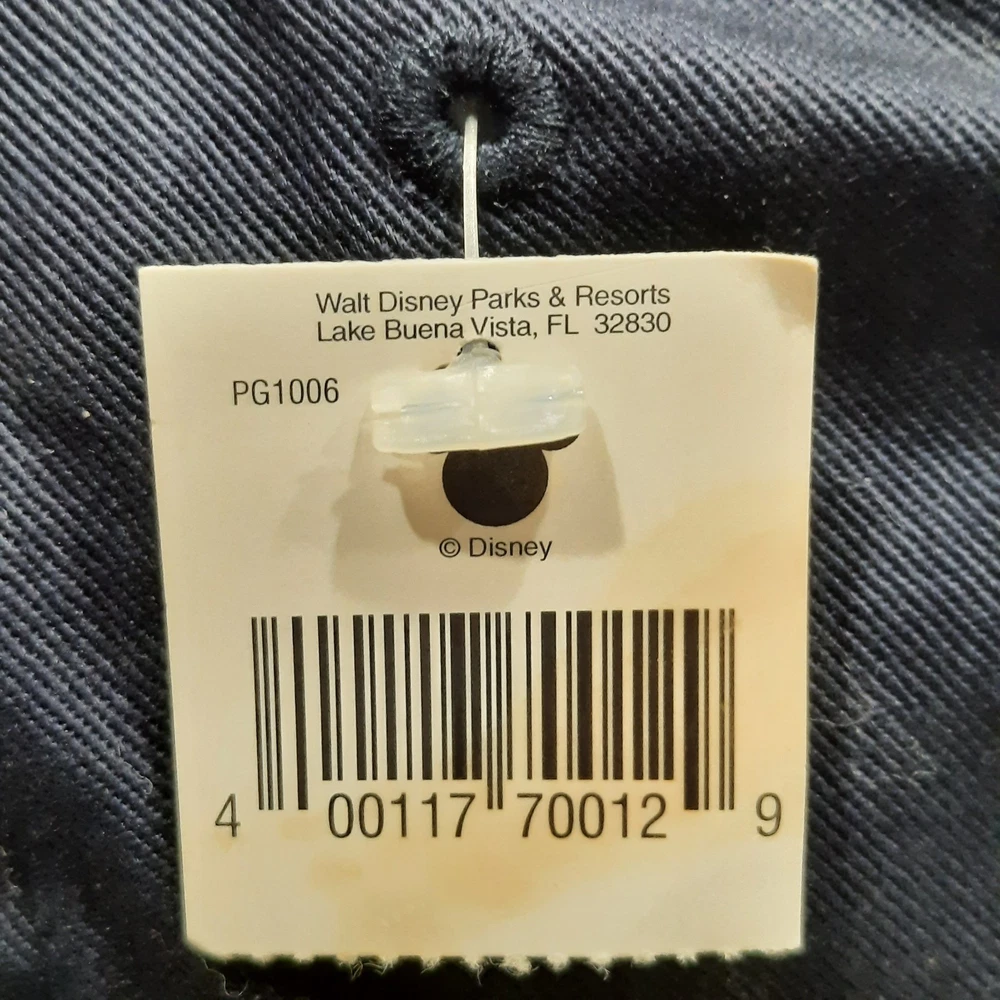 Walt Disney Parks & Resorts
Lake Buena Vista, FL 32830
PG1006
© Disney
4 00117 70012 9